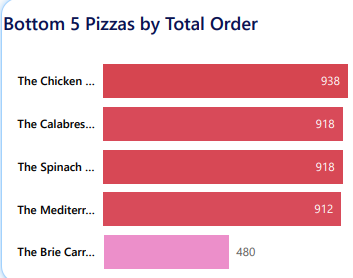 Bottom 5 Pizzas by Total Order
The Chicken ... 938
The Calabres... 918
The Spinach ... 918
The Mediterr... 912
The Brie Carr... 480